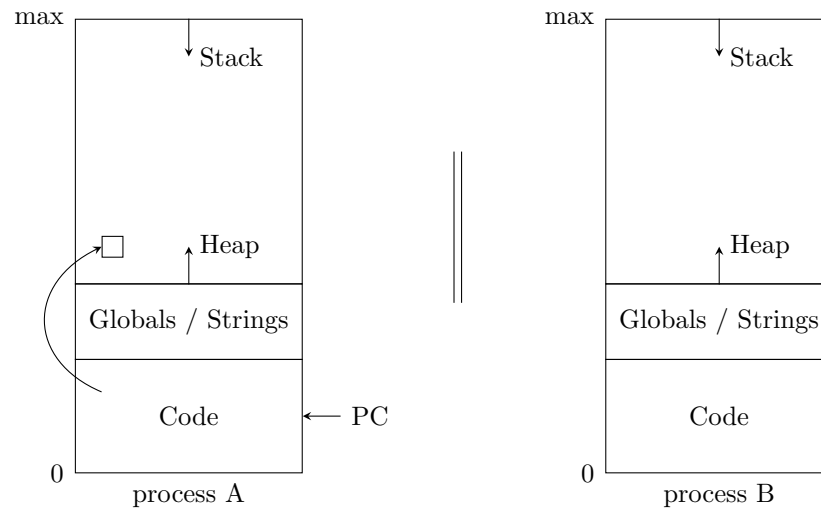 max
Stack
Heap
Globals / Strings
Code
PC
0
process A
Stack
Heap
Globals / Strings
Code
max
0
process B